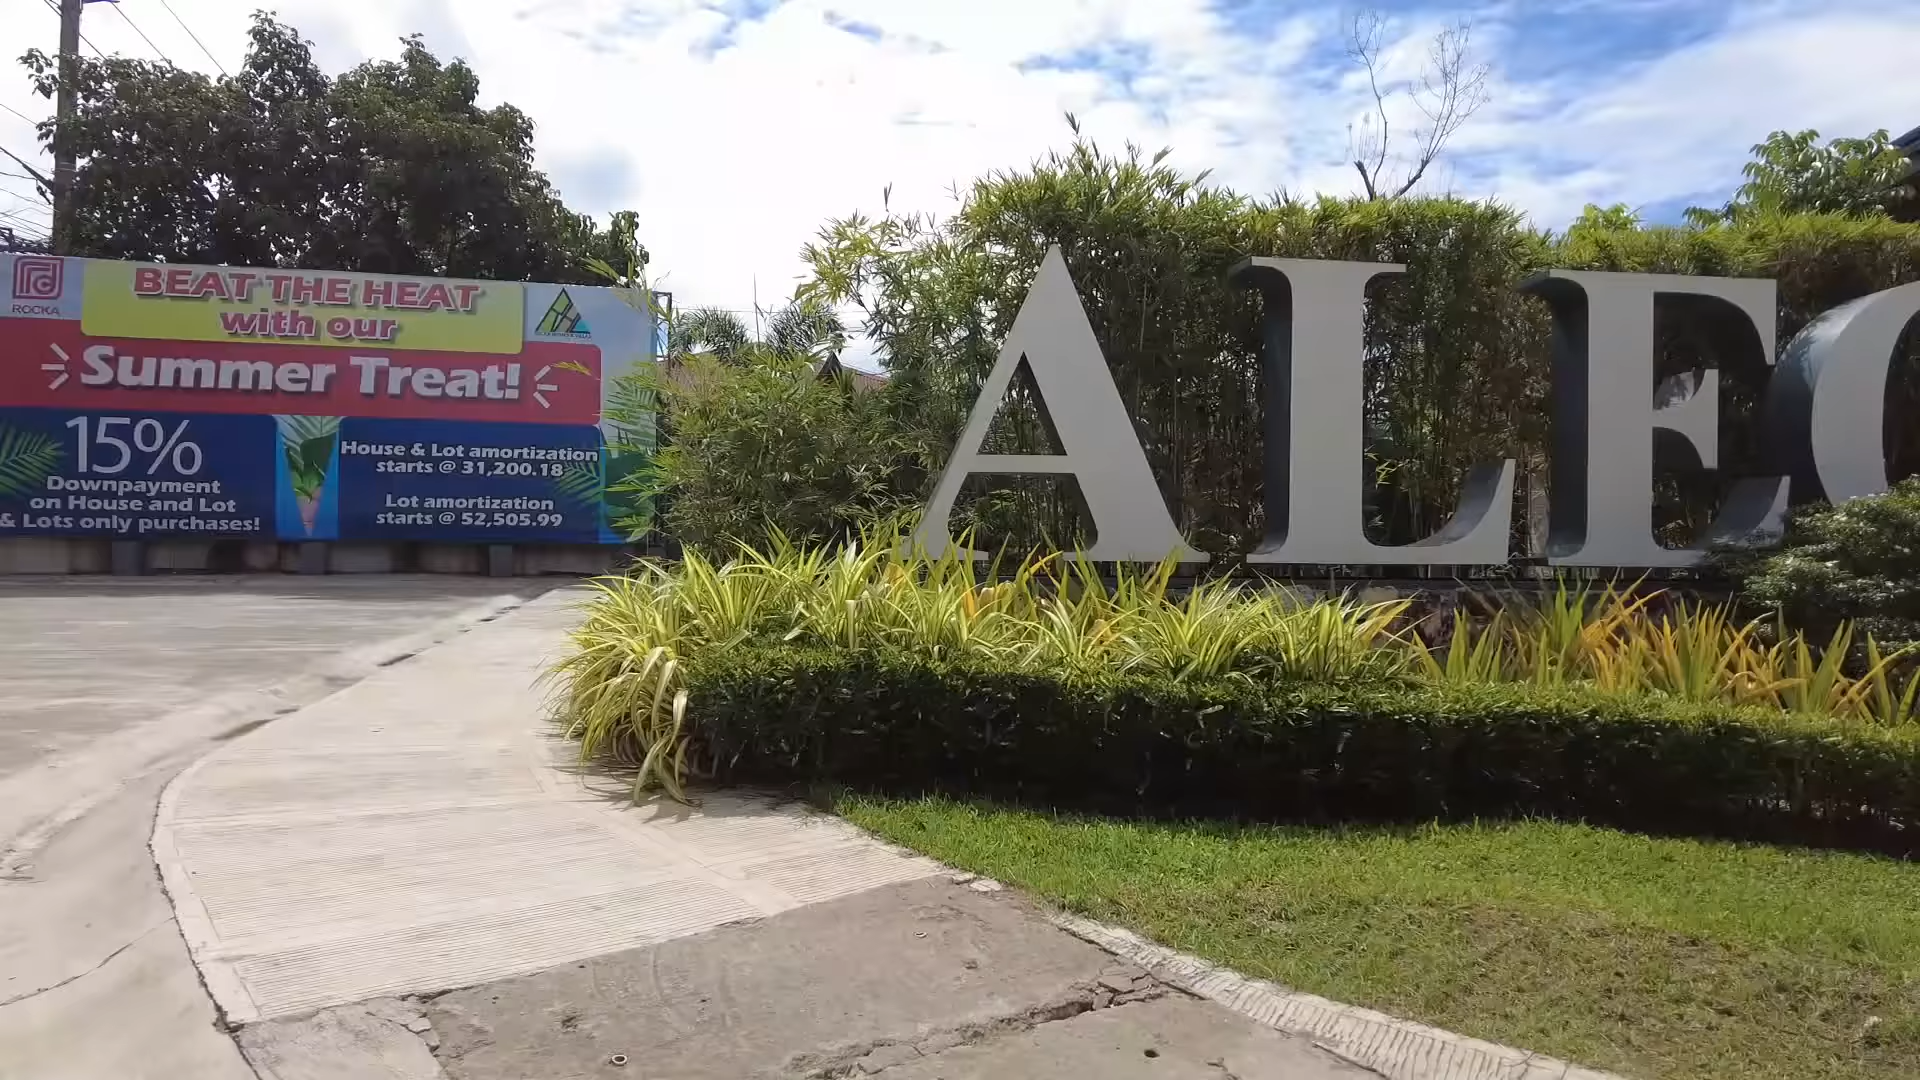 ROCKA
BEAT THE HEAT
with our
Summer Treat!
15%
Downpayment
on House and Lot
& Lots only purchases!
House & Lot amortization
starts @ 31,200.18
Lot amortization
starts @ 52,505.99
ALEC